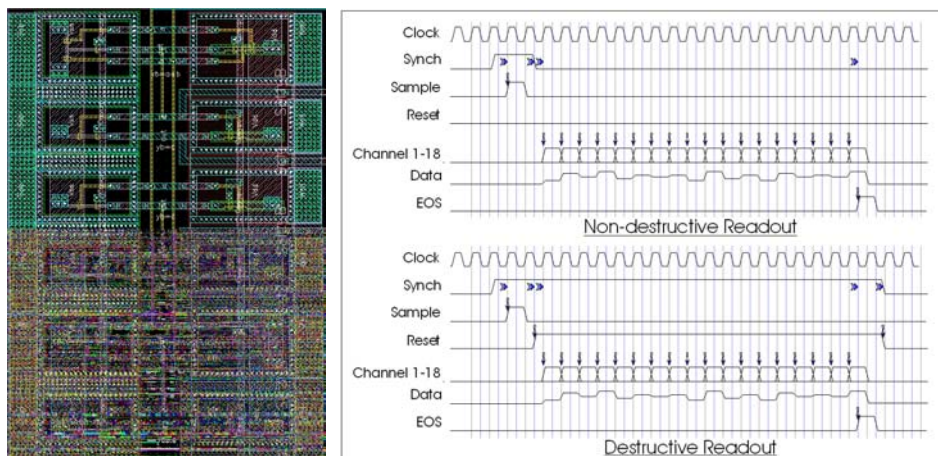 Clock
Synch
Sample
Reset
Channel 1-18
Data
EOS
Non-destructive Readout
Clock
Synch
Sample
Reset
Channel 1-18
Data
EOS
Destructive Readout